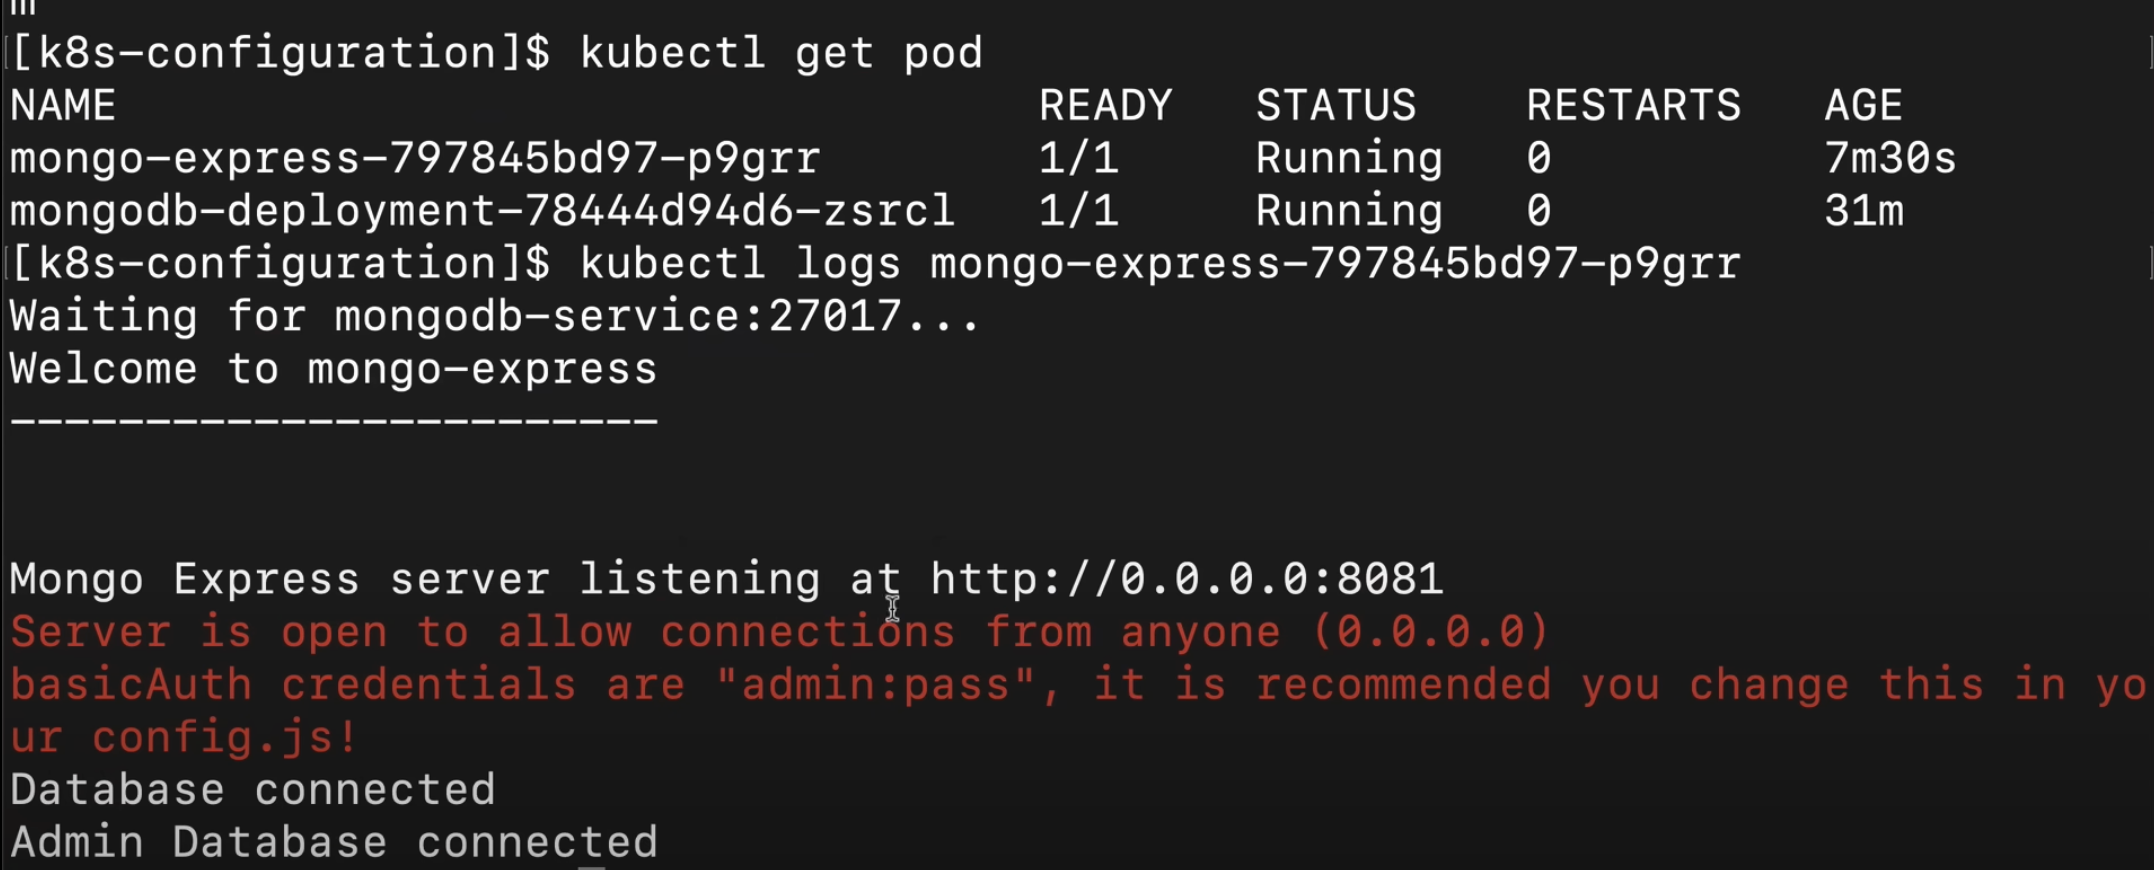 m
[k8s-configuration]$ kubectl get pod
NAME READY STATUS RESTARTS AGE
mongo-express-797845bd97-p9grr 1/1 Running 0 7m30s
mongodb-deployment-78444d94d6-zsrcl 1/1 Running 0 31m
[k8s-configuration]$ kubectl logs mongo-express-797845bd97-p9grr
Waiting for mongodb-service:27017...
Welcome to mongo-express
------------------------
Mongo Express server listening at http://0.0.0.0:8081
Server is open to allow connections from anyone (0.0.0.0)
basicAuth credentials are "admin:pass", it is recommended you change this in yo
ur config.js!
Database connected
Admin Database connected